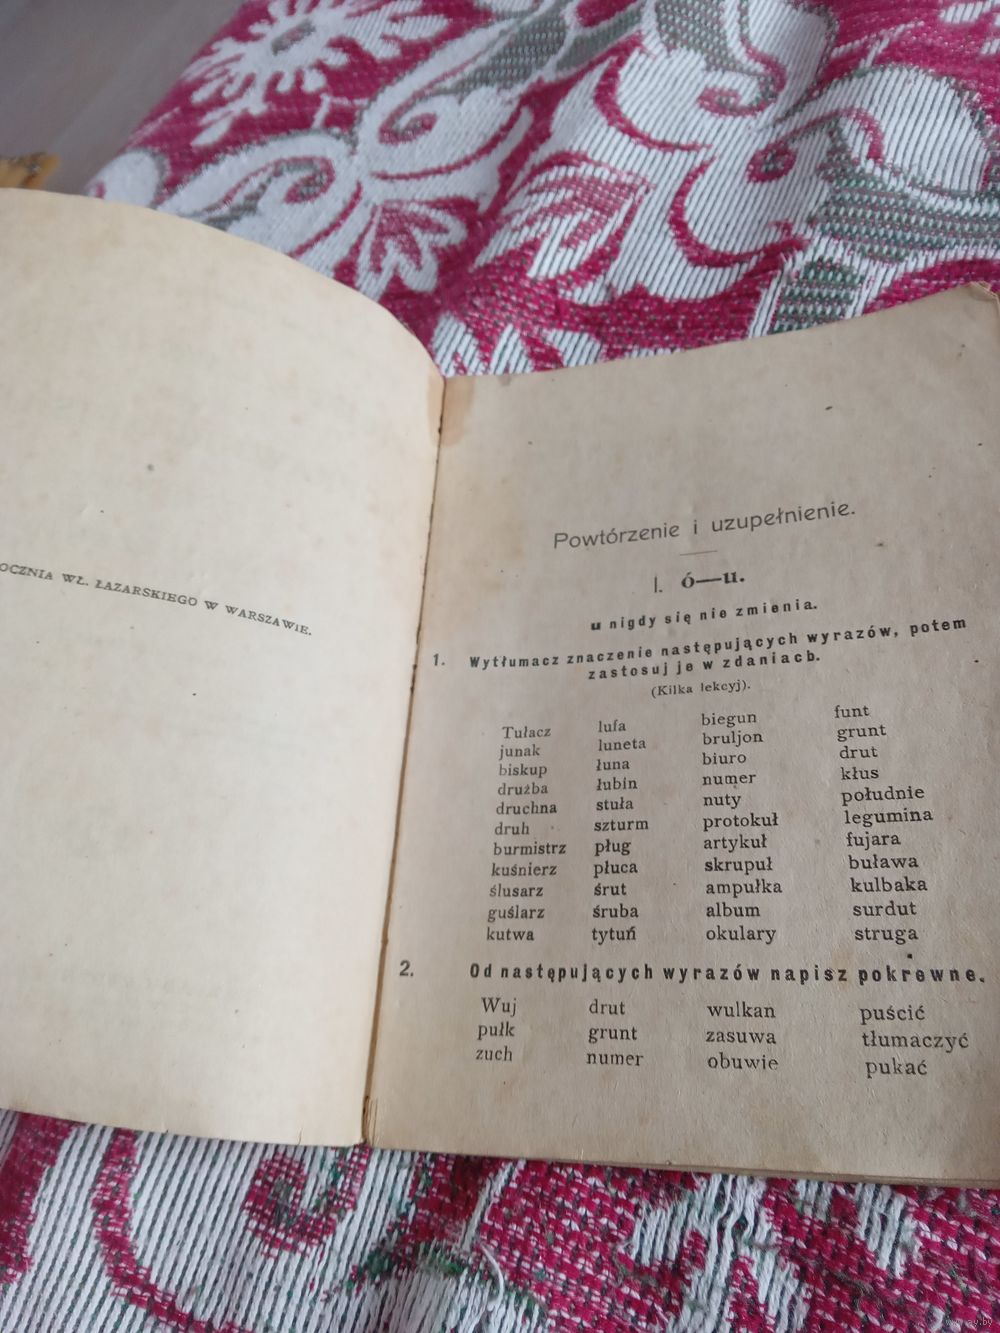 OCZNIA WŁ. ŁAZARSKIEGO W WARSZAWIE.
Powtórzenie i uzupełnienie.
I. ó—u.
u nigdy się nie zmienia.
1. Wytłumacz znaczenie następujących wyrazów, potem
zastosuj je w zdaniach.
(Kilka lekcyj).
Tułacz lufa biegun funt
junak luneta bruljon grunt
biskup łuna biuro drut
drużba łubin numer kłus
druchna stuła nuty południe
druh szturm protokuł legumina
burmistrz pług artykuł fujara
kuśnierz płuca skrupuł buława
ślusarz śrut ampułka kulbaka
guślarz śruba album surdut
kutwa tytuń okulary struga
2. Od następujących wyrazów napisz pokrewne.
Wuj drut wulkan puścić
pułk grunt zasuwa tłumaczyć
zuch numer obuwie pukać